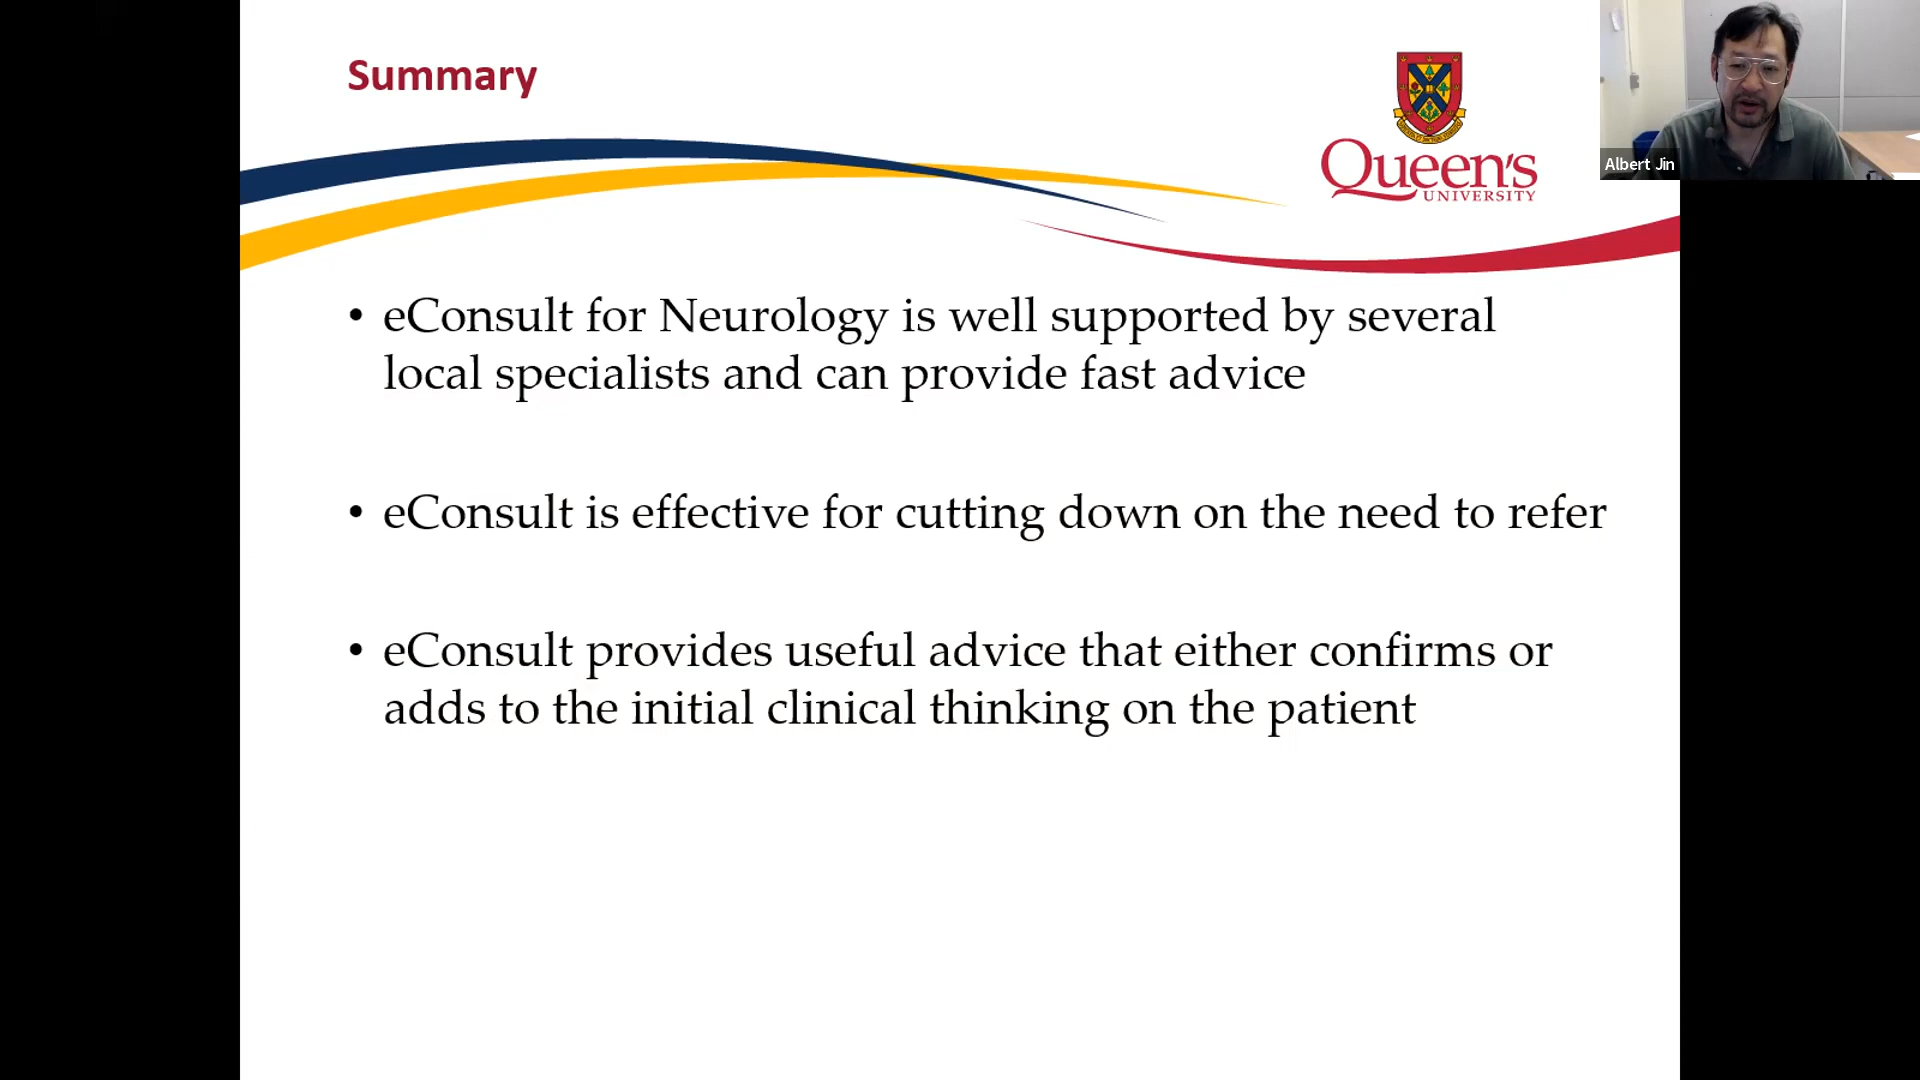 Summary
Queen's
UNIVERSITY
Albert Jin
• eConsult for Neurology is well supported by several
local specialists and can provide fast advice
• eConsult is effective for cutting down on the need to refer
• eConsult provides useful advice that either confirms or
adds to the initial clinical thinking on the patient